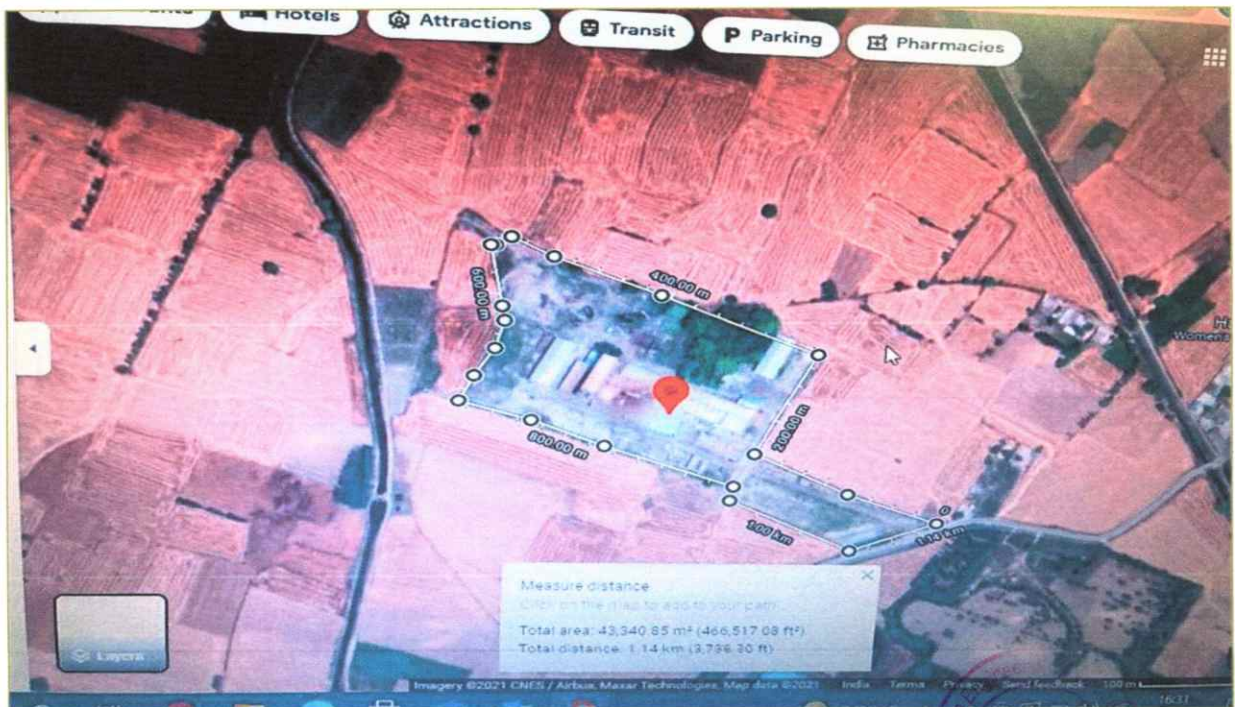 Hotels
Attractions
Transit
P Parking
Pharmacies
Women's
400.00 m
600.00 m
200.00 m
800.00 m
1.00 km
1.14 km
Measure distance
Click on the map to add to your path
Total area: 43,340.85 m² (466,517.08 ft²)
Total distance: 1.14 km (3,736.30 ft)
Layers
Imagery ©2021 CNES / Airbus, Maxar Technologies, Map data ©2021 India Terms Privacy Send feedback 100 m
16:33